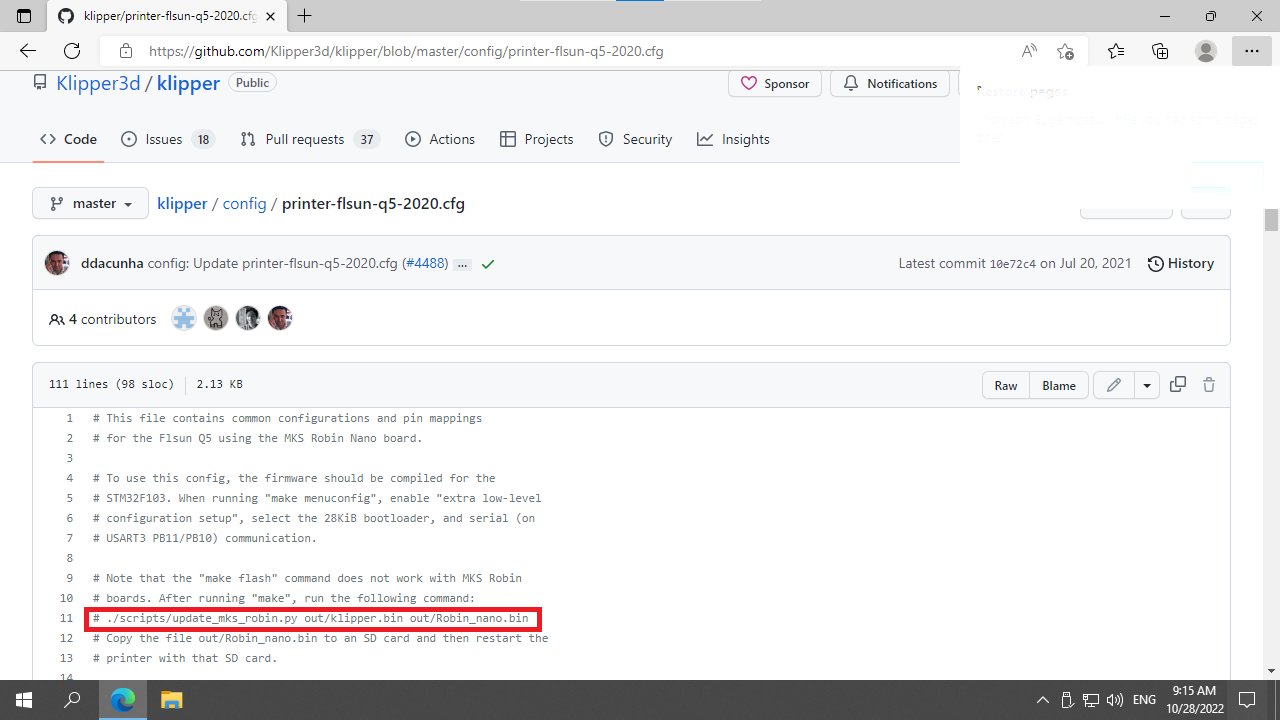 klipper/printer-flsun-q5-2020.cfg
https://github.com/Klipper3d/klipper/blob/master/config/printer-flsun-q5-2020.cfg
Klipper3d / klipper Public
Sponsor Notifications
Restore pages
Code Issues 18 Pull requests 37 Actions Projects Security Insights
master klipper / config / printer-flsun-q5-2020.cfg
ddacunha config: Update printer-flsun-q5-2020.cfg (#4488) ... Latest commit 10e72c4 on Jul 20, 2021 History
4 contributors
111 lines (98 sloc) 2.13 KB Raw Blame
1 # This file contains common configurations and pin mappings
2 # for the Flsun Q5 using the MKS Robin Nano board.
3
4 # To use this config, the firmware should be compiled for the
5 # STM32F103. When running "make menuconfig", enable "extra low-level
6 # configuration setup", select the 28KiB bootloader, and serial (on
7 # USART3 PB11/PB10) communication.
8
9 # Note that the "make flash" command does not work with MKS Robin
10 # boards. After running "make", run the following command:
11 # ./scripts/update_mks_robin.py out/klipper.bin out/Robin_nano.bin
12 # Copy the file out/Robin_nano.bin to an SD card and then restart the
13 # printer with that SD card.
14
ENG 9:15 AM
10/28/2022